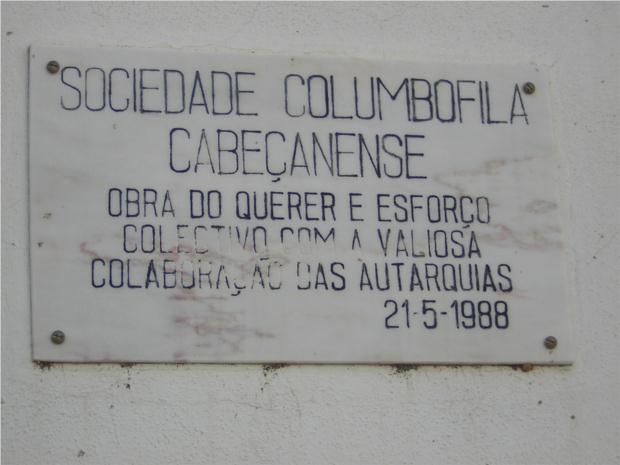 SOCIEDADE COLUMBOFILA
CABEÇANENSE
OBRA DO QUERER E ESFORÇO
COLECTIVO COM A VALIOSA
COLABORAÇÃO DAS AUTARQUIAS
21-5-1988